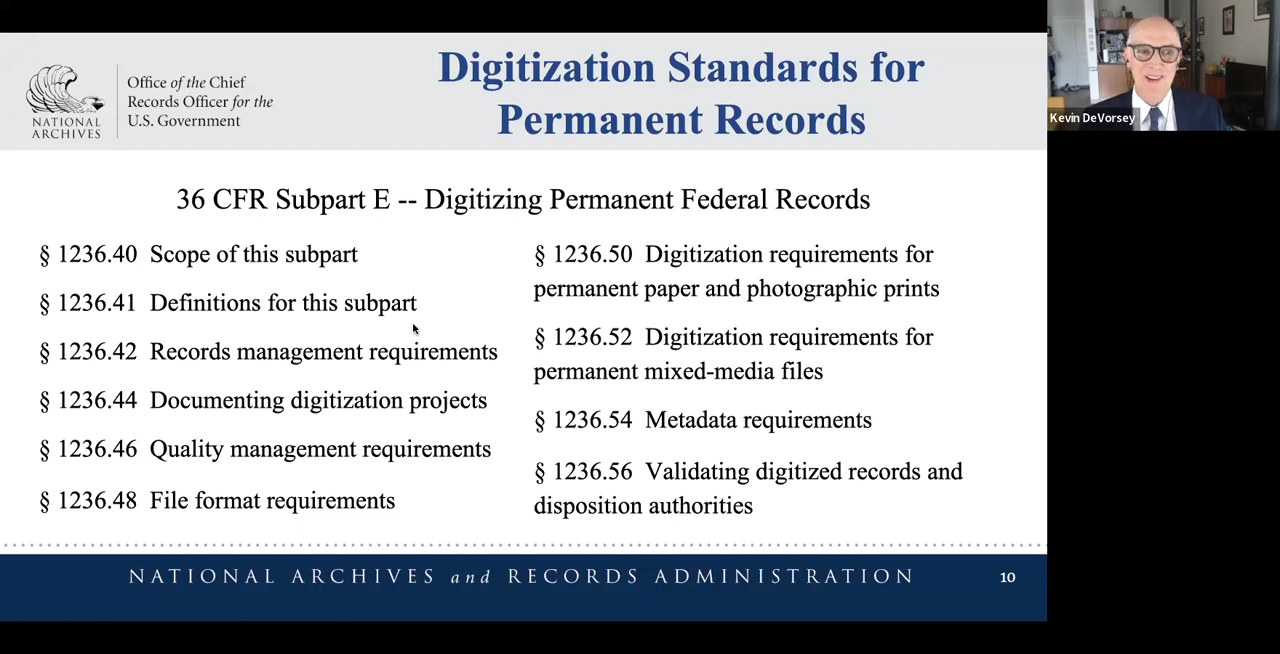 NATIONAL
ARCHIVES
Office of the Chief
Records Officer for the
U.S. Government
Digitization Standards for
Permanent Records
Kevin DeVorsey
36 CFR Subpart E -- Digitizing Permanent Federal Records
§ 1236.40 Scope of this subpart
§ 1236.41 Definitions for this subpart
§ 1236.42 Records management requirements
§ 1236.44 Documenting digitization projects
§ 1236.46 Quality management requirements
§ 1236.48 File format requirements
§ 1236.50 Digitization requirements for
permanent paper and photographic prints
§ 1236.52 Digitization requirements for
permanent mixed-media files
§ 1236.54 Metadata requirements
§ 1236.56 Validating digitized records and
disposition authorities
NATIONAL ARCHIVES and RECORDS ADMINISTRATION
10